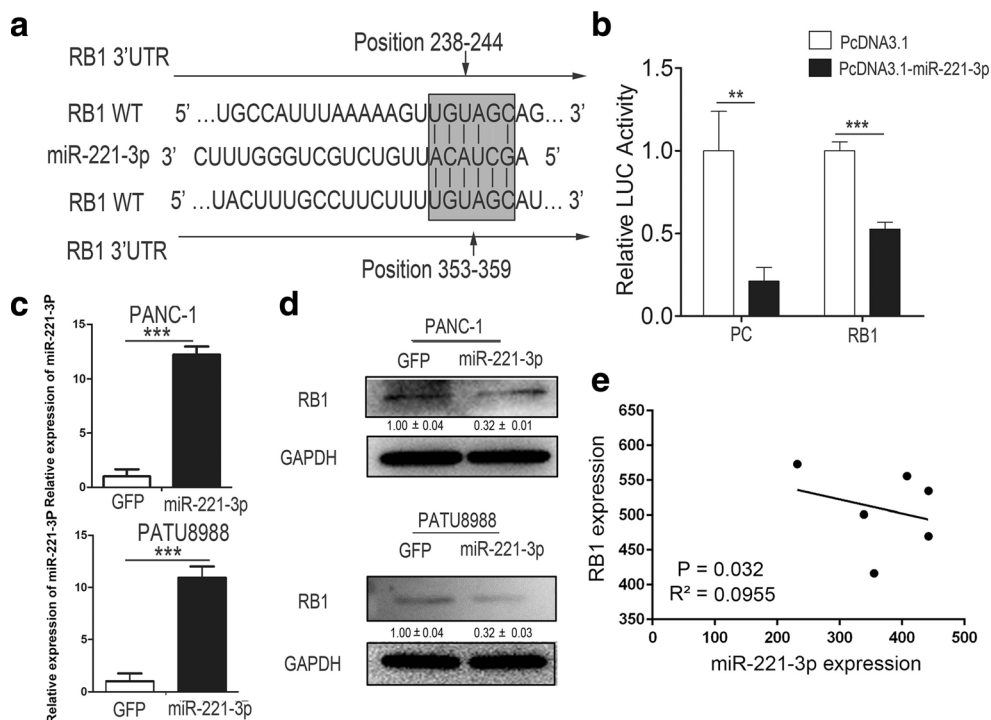 a
Position 238-244
RB1 3'UTR
RB1 WT 5' ...UGCCAUUUAAAAAGUUGUAGCAG... 3'
miR-221-3p 3' CUUUGGGUCGUCUGUUACAUCGA 5'
RB1 WT 5' ...UACUUUGCCUUCUUUUGUAGCAU... 3'
RB1 3'UTR
Position 353-359
b
PcDNA3.1
PcDNA3.1-miR-221-3p
Relative LUC Activity
1.5
1.0
0.5
0.0
**
***
PC RB1
c
Relative expression of miR-221-3P
PANC-1
***
15
10
5
0
GFP miR-221-3p
Relative expression of miR-221-3P
PATU8988
***
15
10
5
0
GFP miR-221-3p
d
PANC-1
GFP miR-221-3p
RB1
1.00 ± 0.04 0.32 ± 0.01
GAPDH
PATU8988
GFP miR-221-3p
RB1
1.00 ± 0.04 0.32 ± 0.03
GAPDH
e
RB1 expression
650
600
550
500
450
400
350
P = 0.032
R² = 0.0955
0 100 200 300 400 500
miR-221-3p expression